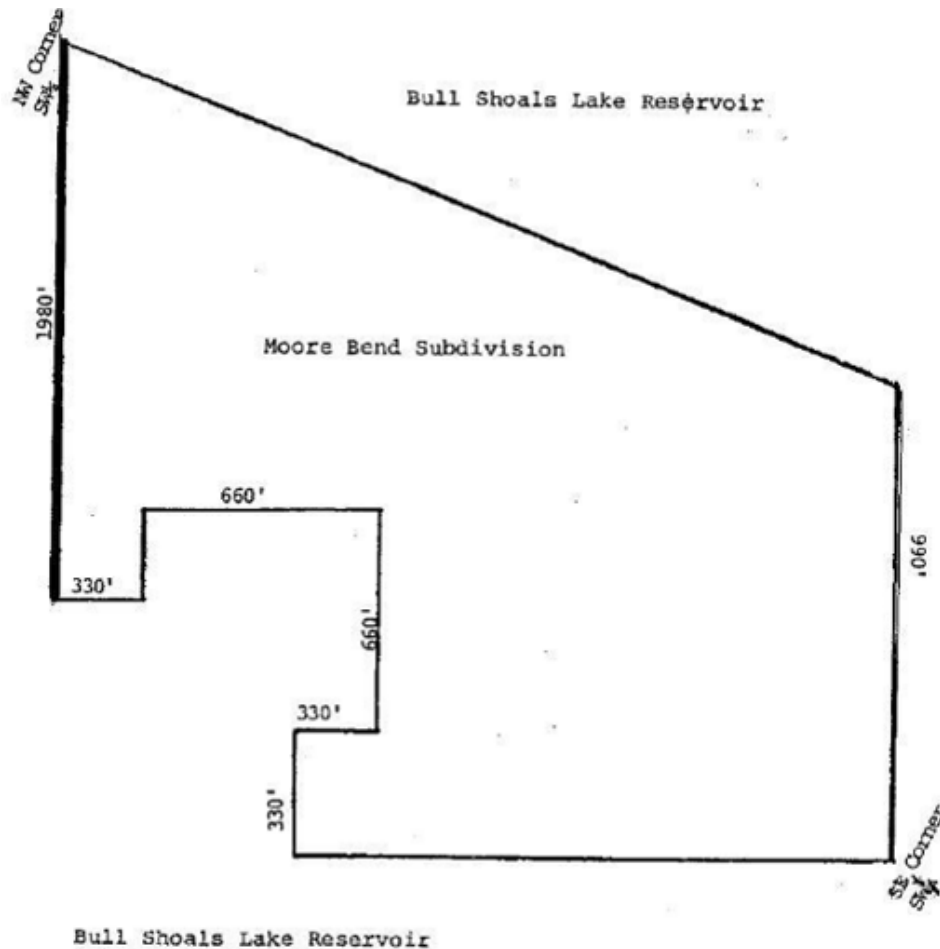 NW Corner
SW¼
Bull Shoals Lake Reservoir
1980'
Moore Bend Subdivision
660'
990'
330'
660'
330'
330'
SE Corner
SW¼
Bull Shoals Lake Reservoir